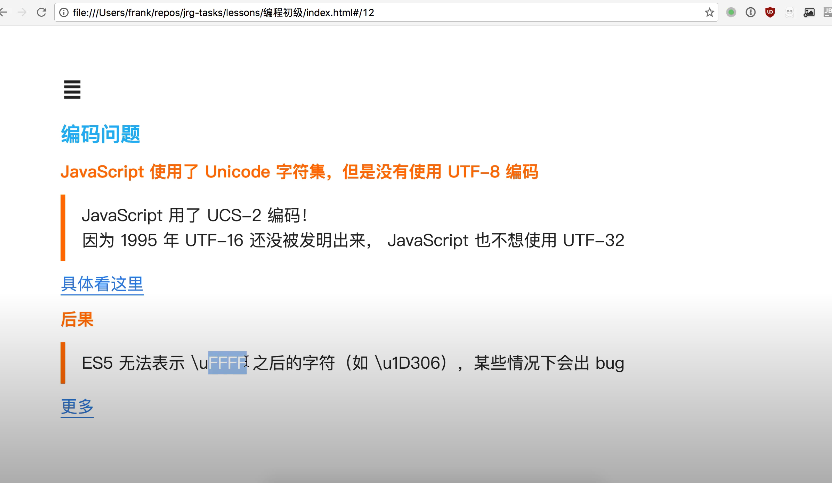 file:///Users/frank/repos/jrg-tasks/lessons/编程初级/index.html#/12
编码问题
JavaScript 使用了 Unicode 字符集，但是没有使用 UTF-8 编码
JavaScript 用了 UCS-2 编码！
因为 1995 年 UTF-16 还没被发明出来， JavaScript 也不想使用 UTF-32
具体看这里
后果
ES5 无法表示 \uFFFF 之后的字符（如 \u1D306），某些情况下会出 bug
更多